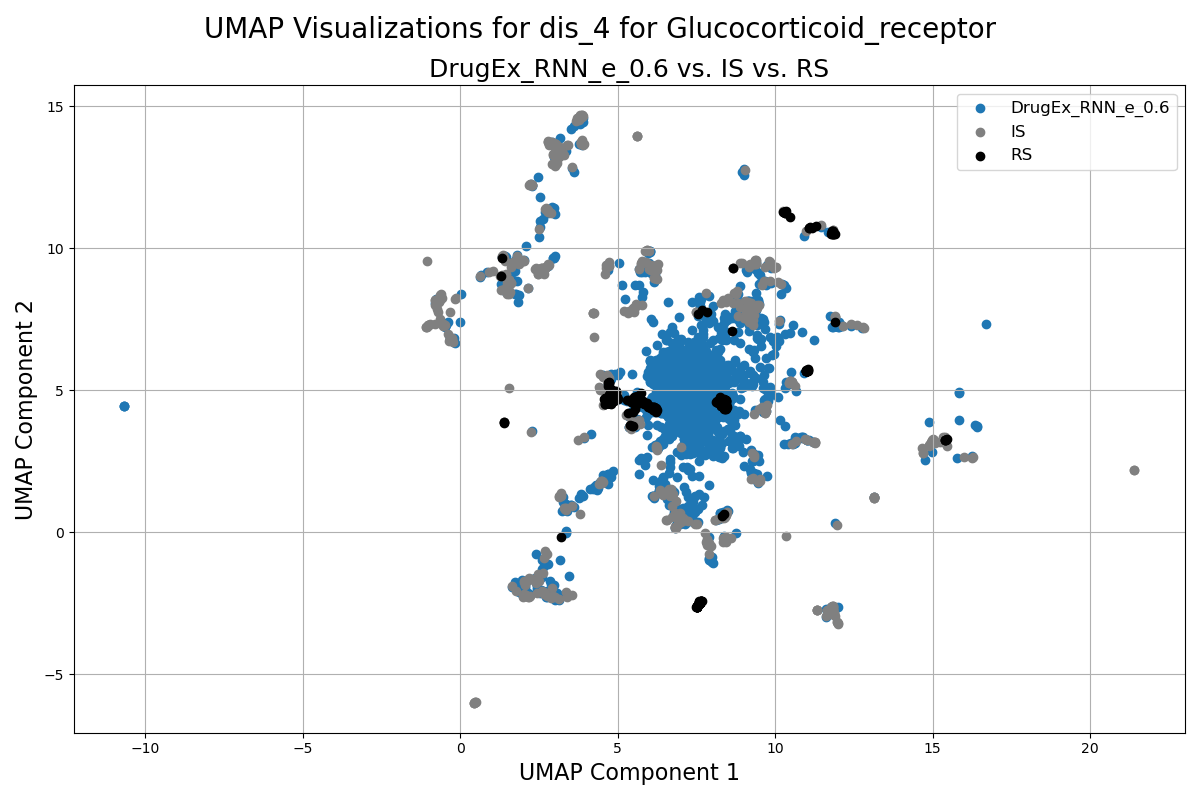 UMAP Visualizations for dis_4 for Glucocorticoid_receptor
DrugEx_RNN_e_0.6 vs. IS vs. RS
DrugEx_RNN_e_0.6
IS
RS
UMAP Component 2
15
10
5
0
−5
−10
−5
0
5
10
15
20
UMAP Component 1